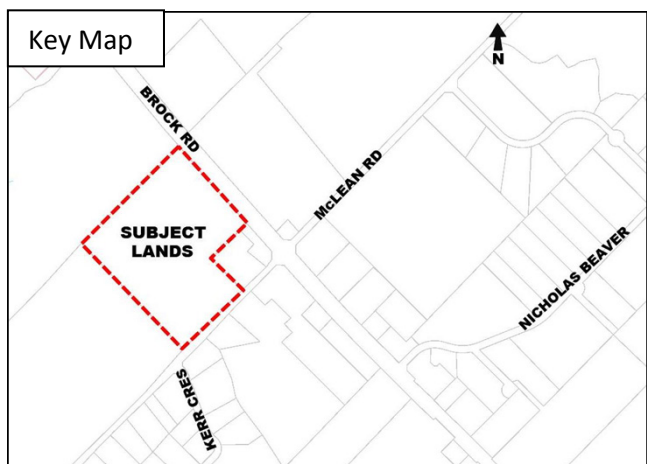 Key Map
N
BROCK RD
McLEAN RD
SUBJECT
LANDS
NICHOLAS BEAVER
KERR CRES